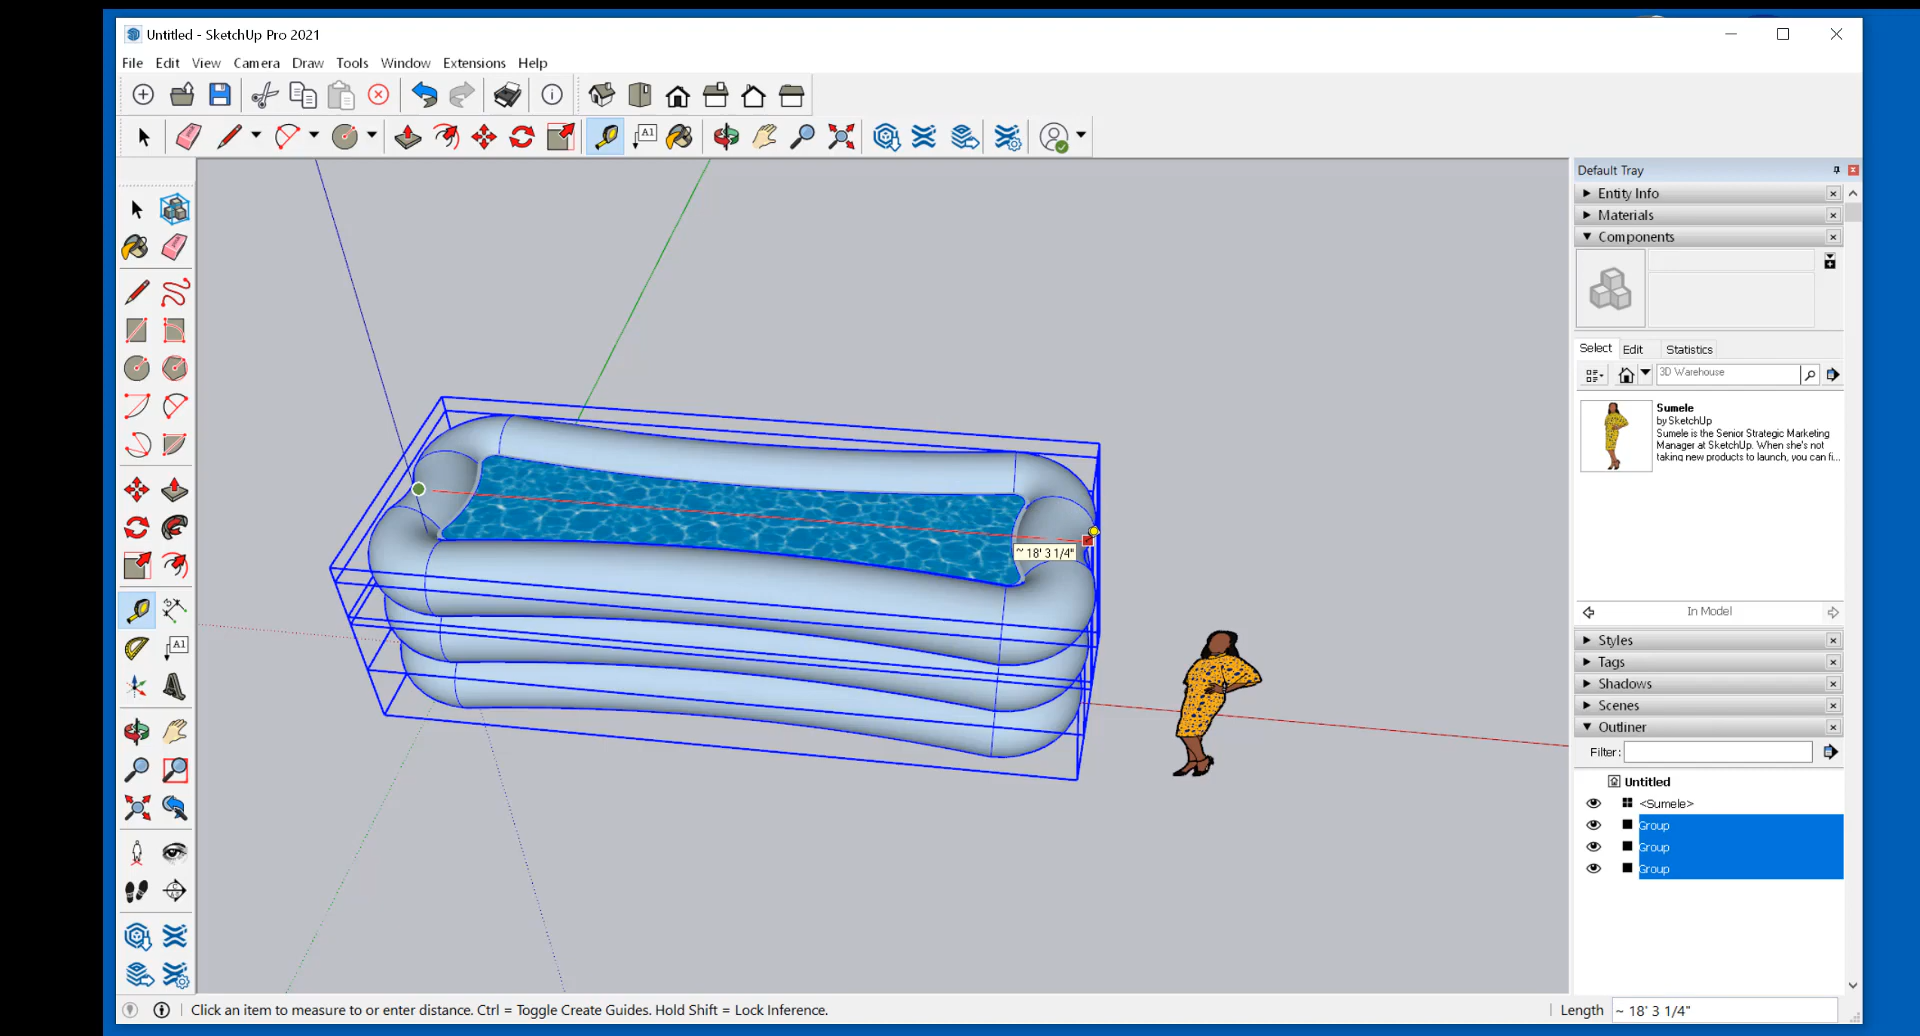 Untitled - SketchUp Pro 2021
File Edit View Camera Draw Tools Window Extensions Help
A1
Default Tray
Entity Info
Materials
Components
Select Edit Statistics
3D Warehouse
Sumele
by SketchUp
Sumele is the Senior Strategic Marketing
Manager at SketchUp. When she's not
taking new products to launch, you can fi...
In Model
Styles
Tags
Shadows
Scenes
Outliner
Filter:
Untitled
<Sumele>
Group
Group
Group
A1
~ 18' 3 1/4"
Click an item to measure to or enter distance. Ctrl = Toggle Create Guides. Hold Shift = Lock Inference.
Length ~ 18' 3 1/4"